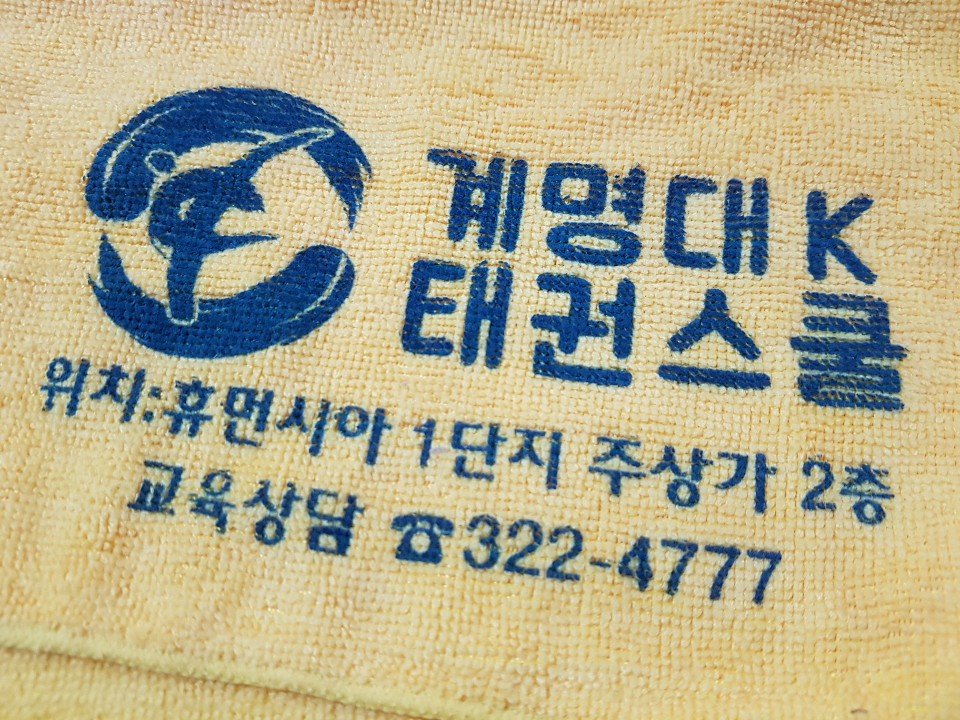 계명대 K
태권스쿨
위치:휴먼시아 1단지 주상가 2층
교육상담 ☎322-4777